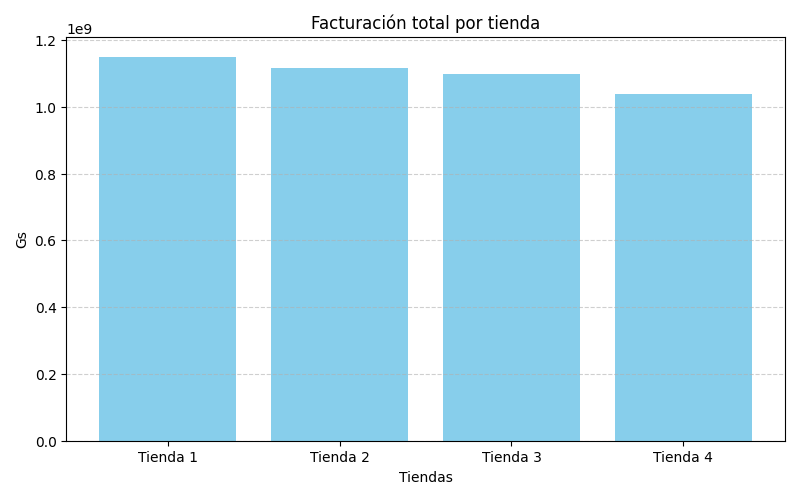 Facturación total por tienda
1e9
1.2
1.0
0.8
0.6
0.4
0.2
0.0
Gs
Tienda 1 Tienda 2 Tienda 3 Tienda 4
Tiendas